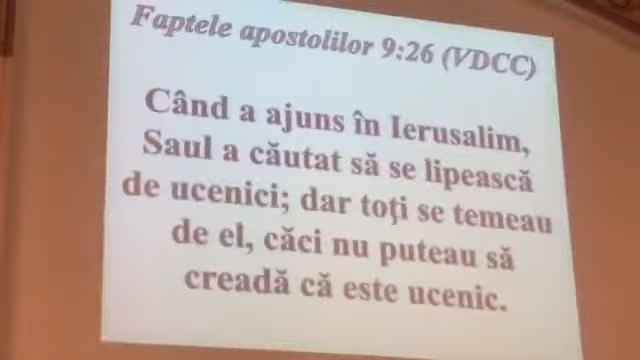 Faptele apostolilor 9:26 (VDCC)
Când a ajuns în Ierusalim,
Saul a căutat să se lipească
de ucenici; dar toţi se temeau
de el, căci nu puteau să
creadă că este ucenic.